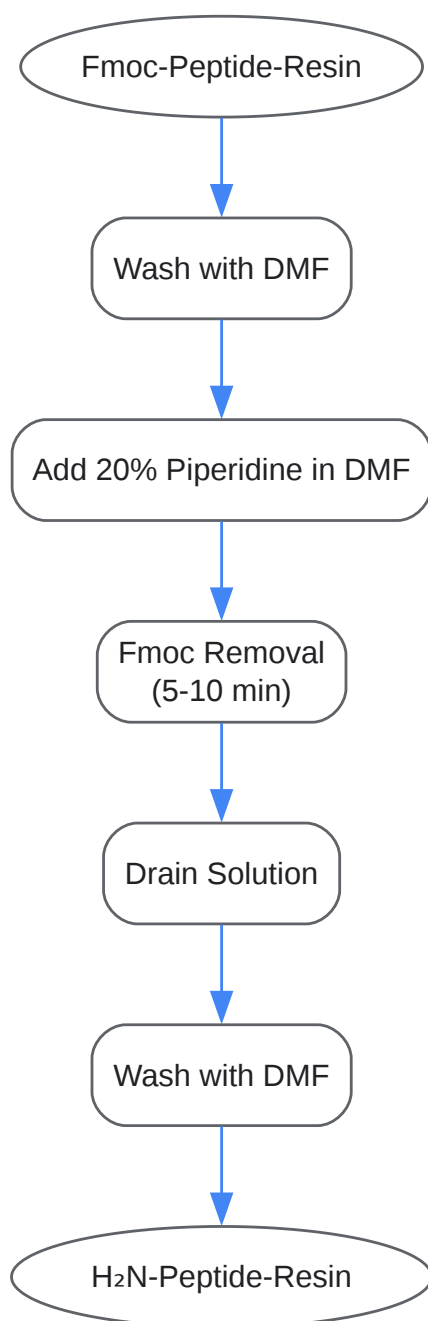 Fmoc-Peptide-Resin
Wash with DMF
Add 20% Piperidine in DMF
Fmoc Removal
(5-10 min)
Drain Solution
Wash with DMF
H₂N-Peptide-Resin